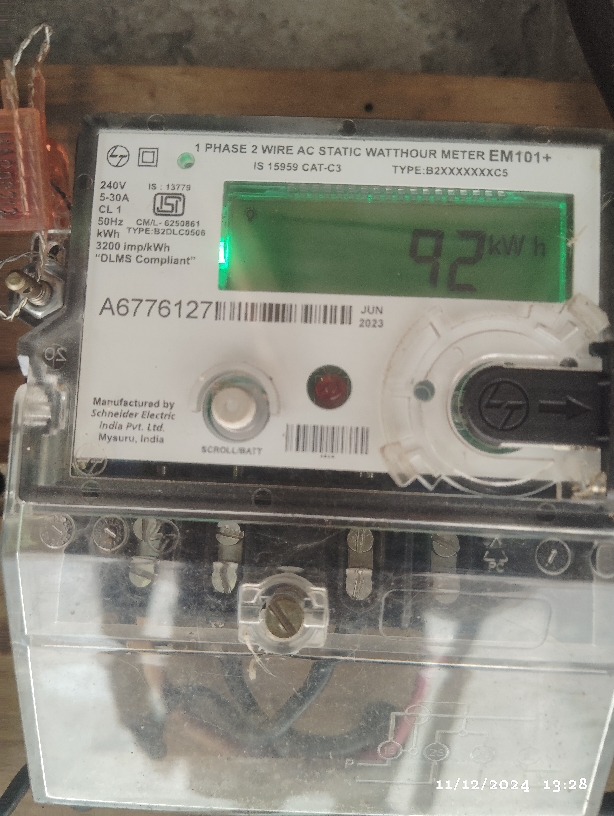 1 PHASE 2 WIRE AC STATIC WATTHOUR METER EM101+
IS 15959 CAT-C3 TYPE:B2XXXXXXXC5
240V IS : 13779
5-30A
CL 1
50Hz CM/L- 6250861
kWh TYPE:B2DLC0506
3200 imp/kWh
"DLMS Compliant"
92 kWh
A6776127
JUN
2023
Manufactured by
Schneider Electric
India Pvt. Ltd.
Mysuru, India
SCROLL/BATT
11/12/2024 13:28